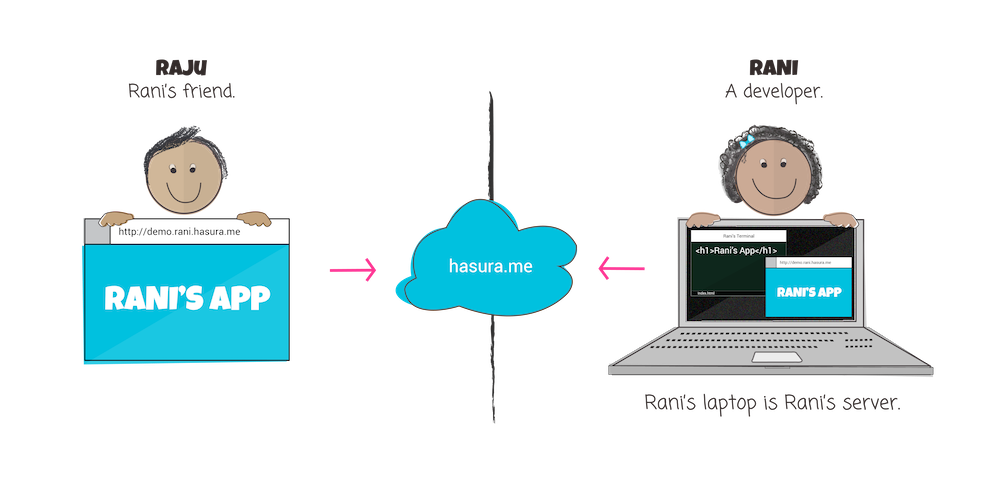 RAJU
Rani's friend.
http://demo.rani.hasura.me
RANI'S APP
hasura.me
RANI
A developer.
Rani's Terminal
<h1>Rani's App</h1>
index.html
http://demo.rani.hasura.me
RANI'S APP
Rani's laptop is Rani's server.